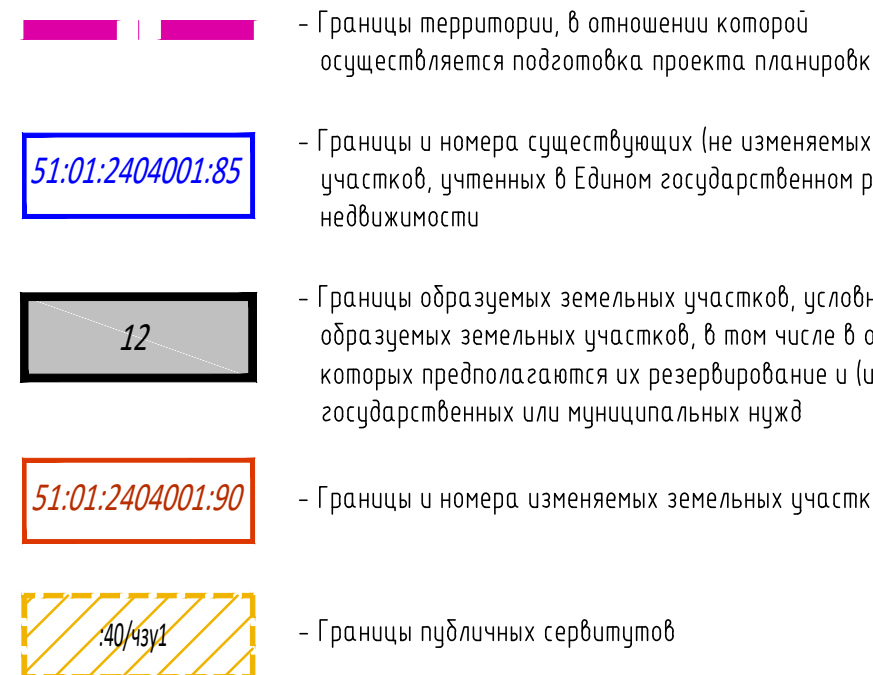 - Границы территории, в отношении которой
осуществляется подготовка проекта планировк
51:01:2404001:85
- Границы и номера существующих (не изменяемых
участков, учтенных в Едином государственном р
недвижимости
12
- Границы образуемых земельных участков, условн
образуемых земельных участков, в том числе в о
которых предполагаются их резервирование и (и
государственных или муниципальных нужд
51:01:2404001:90
- Границы и номера изменяемых земельных участк
:40/чзу1
- Границы публичных сервитутов